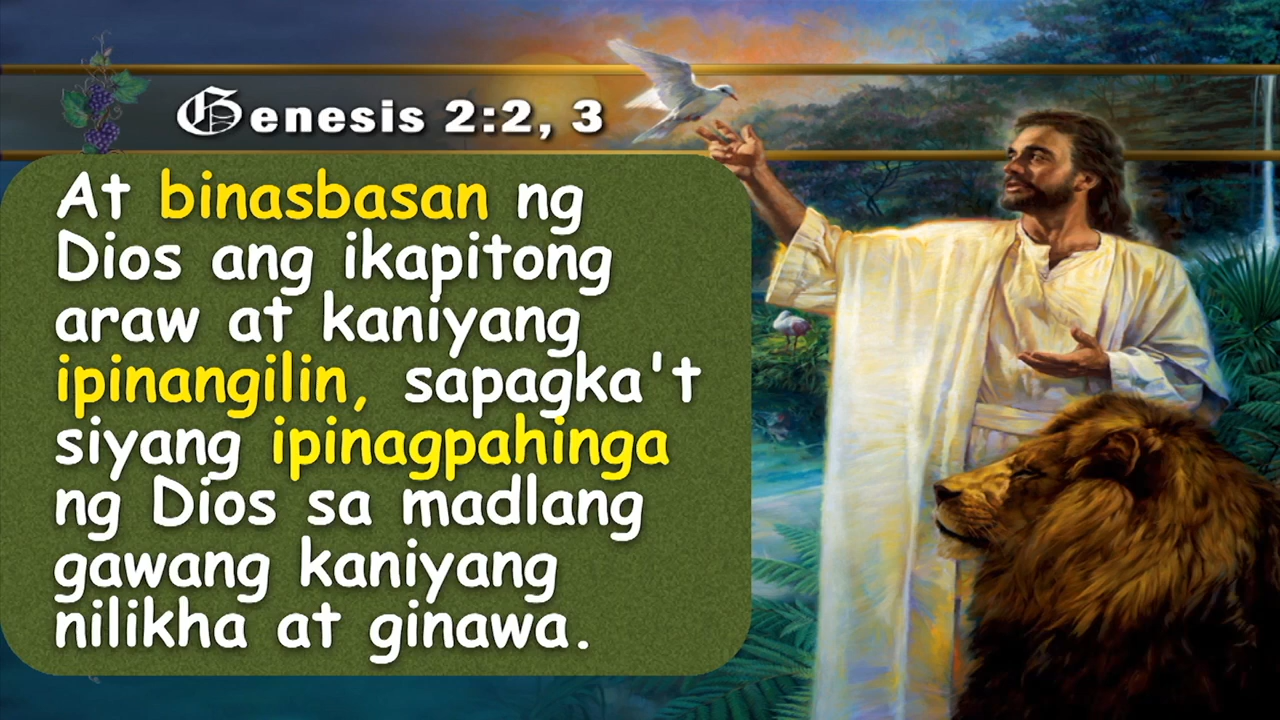 Genesis 2:2, 3
At binasbasan ng
Dios ang ikapitong
araw at kaniyang
ipinangilin, sapagka't
siyang ipinagpahinga
ng Dios sa madlang
gawang kaniyang
nilikha at ginawa.